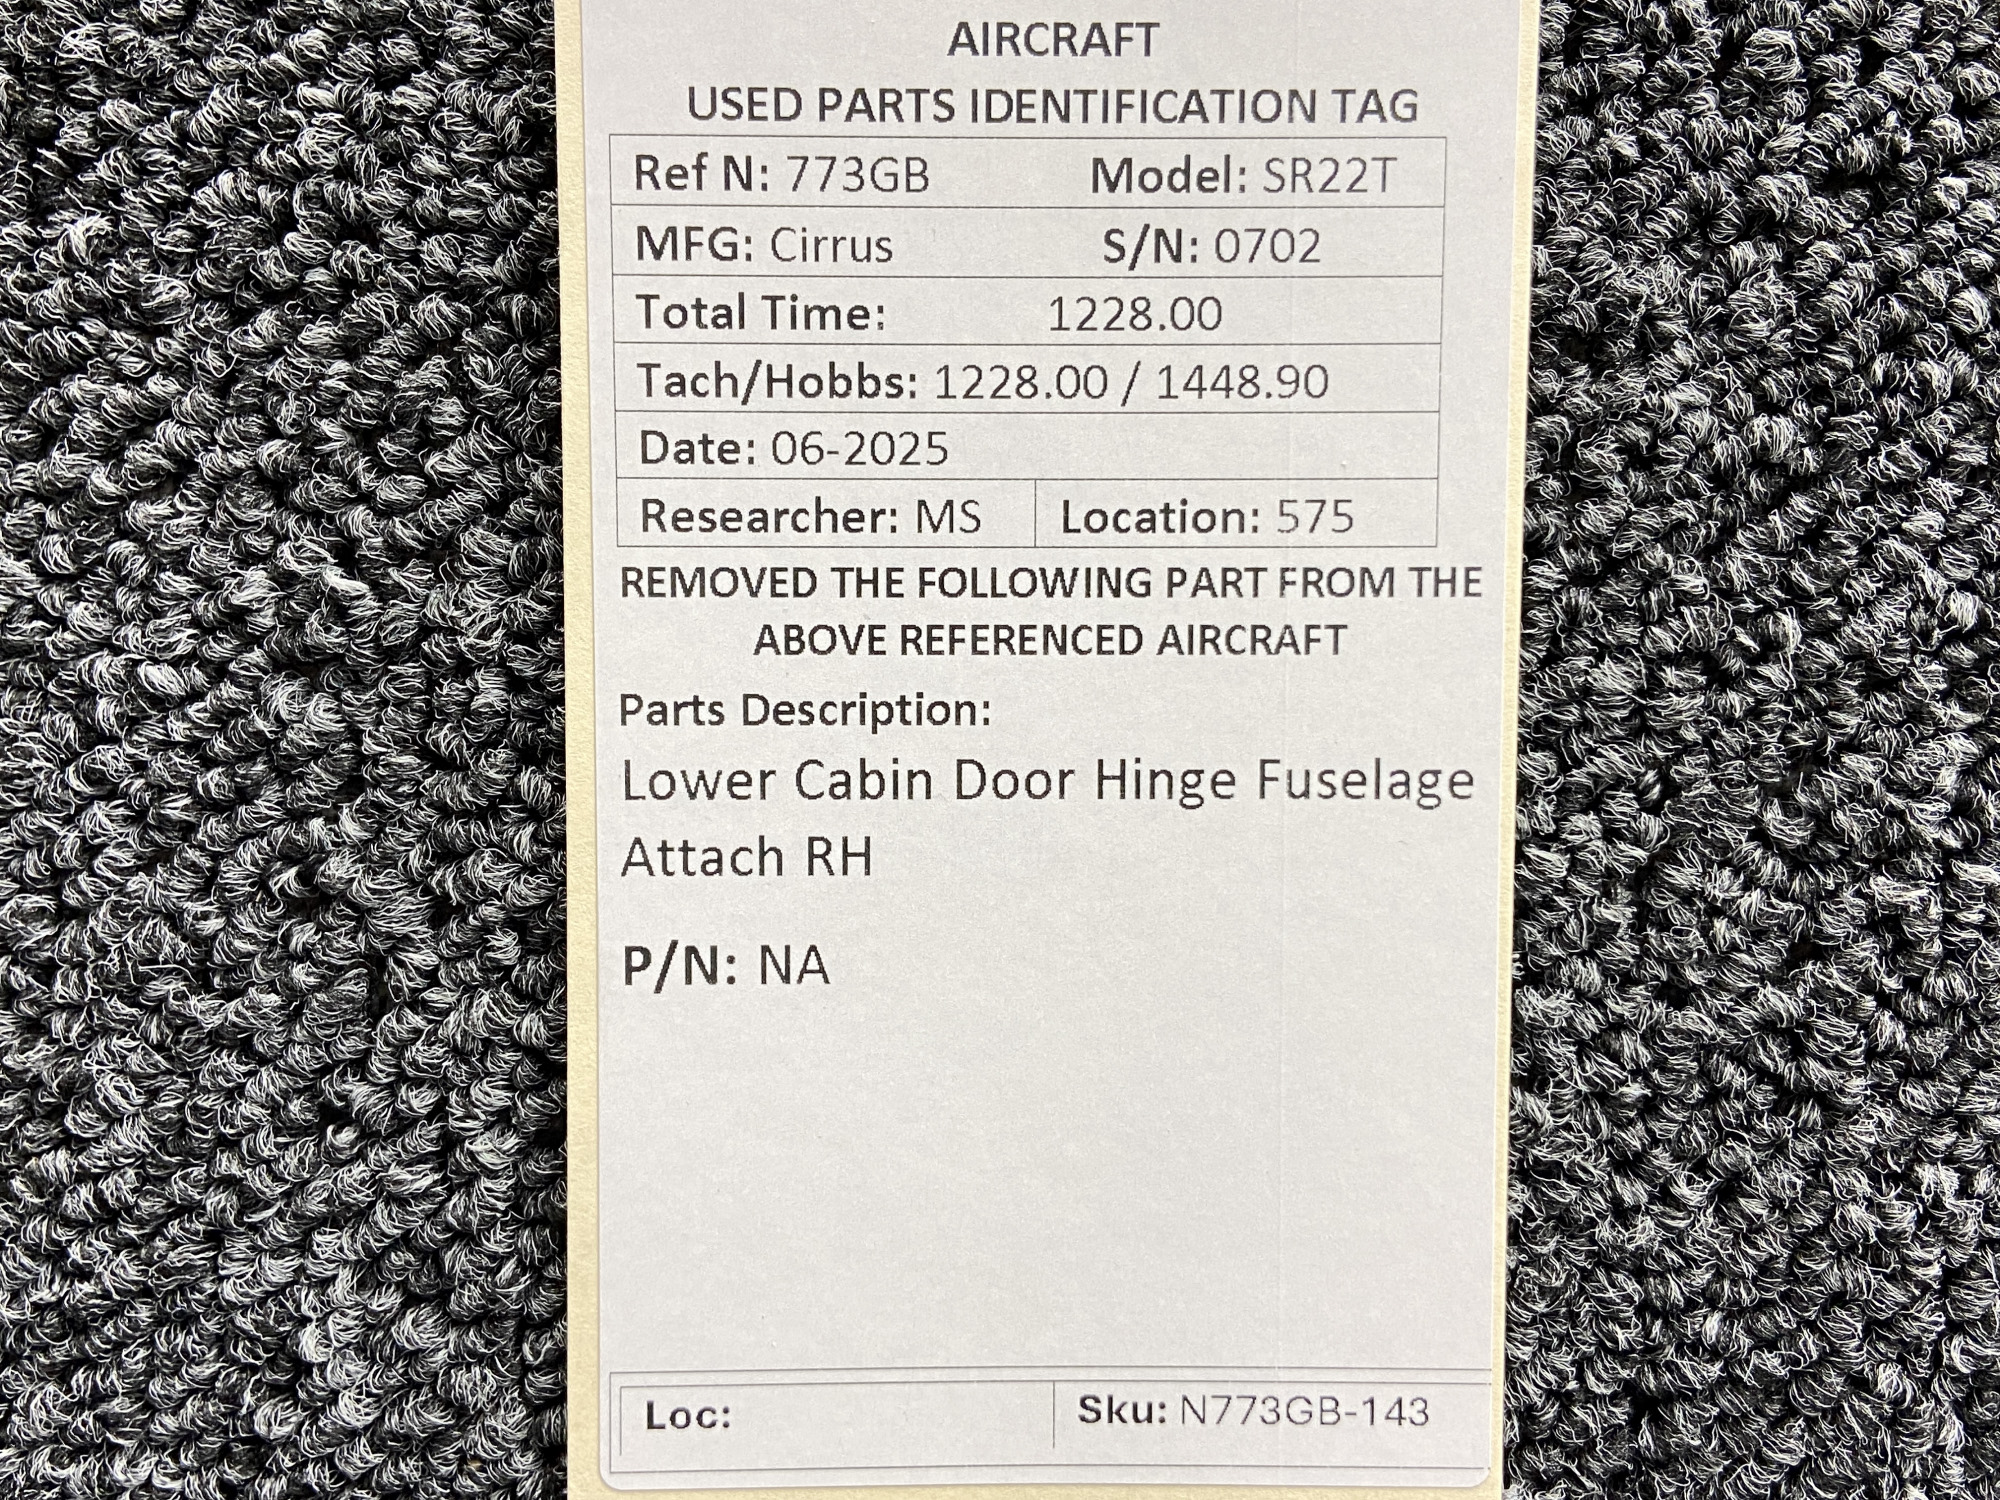 AIRCRAFT
USED PARTS IDENTIFICATION TAG
Ref N: 773GB Model: SR22T
MFG: Cirrus S/N: 0702
Total Time: 1228.00
Tach/Hobbs: 1228.00 / 1448.90
Date: 06-2025
Researcher: MS Location: 575
REMOVED THE FOLLOWING PART FROM THE
ABOVE REFERENCED AIRCRAFT
Parts Description:
Lower Cabin Door Hinge Fuselage
Attach RH
P/N: NA
Loc: Sku: N773GB-143